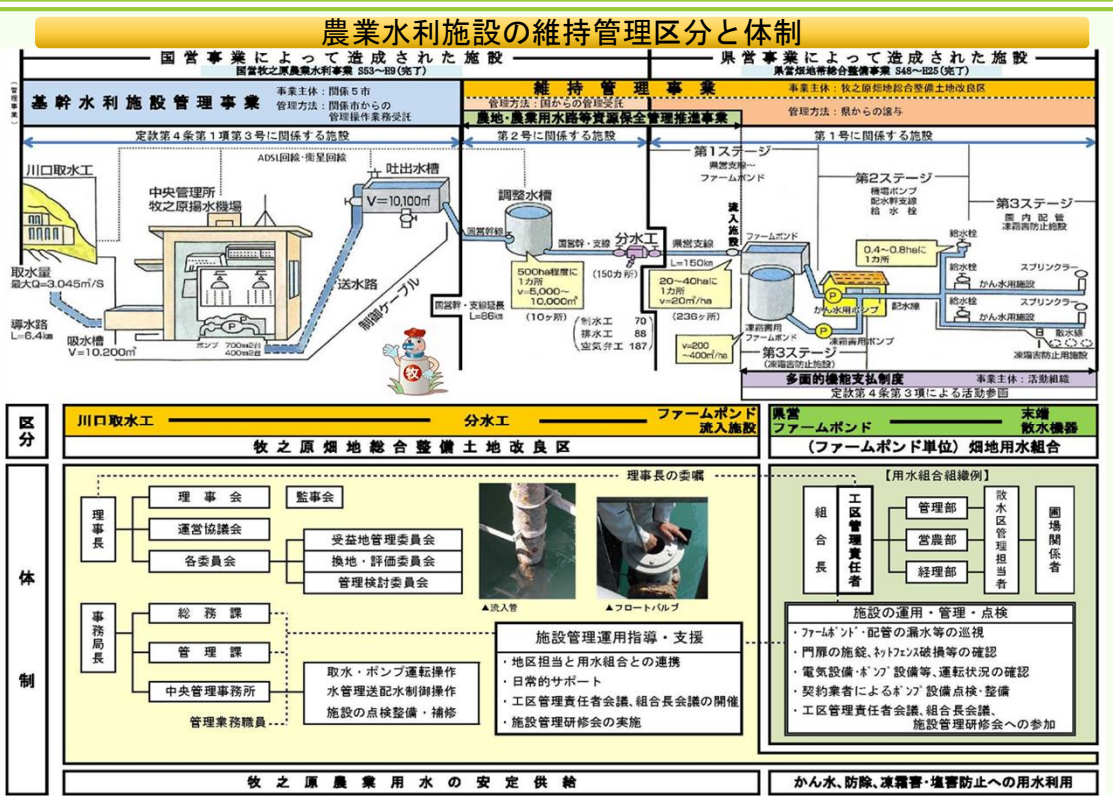 農業水利施設の維持管理区分と体制
国営事業によって造成された施設
国営牧之原農業水利事業 S53〜H9(完了)
県営事業によって造成された施設
県営畑地帯総合整備事業 S48〜H25(完了)
(管理事業)
基幹水利施設管理事業
事業主体:関係5市
管理方法:関係市からの
管理操作業務受託
維持管理事業
事業主体:牧之原畑地総合整備土地改良区
管理方法:国からの管理受託
管理方法:県からの譲与
農地・農業用水路等資源保全管理推進事業
定款第4条第1項第3号に関係する施設
第2号に関係する施設
第1号に関係する施設
ADSL回線・衛星回線
川口取水工
中央管理所
牧之原揚水機場
吐出水槽
V=10,100㎥
調整水槽
国営幹線
国営幹・支線
分水工
(150カ所)
500ha程度に
1カ所
v=5,000〜
10,000㎥
(10ヶ所)
取水量
最大Q=3.045㎥/S
導水路
L=6.4km
吸水槽
V=10,200㎥
ポンプ 700㎜2台
400㎜2台
送水路
制御ケーブル
国営幹・支線延長
L=86km
制水工 70
排水工 88
空気弁工 187
牧
第1ステージ
県営支線〜
ファームポンド
流入施設
県営支線
L=150km
ファームポンド
20〜40haに
1カ所
v=20㎥/ha
(236ヶ所)
凍霜害用
ファームポンド
v=200
〜400㎥/ha
第2ステージ
機場ポンプ
配水幹支線
給水栓
0.4〜0.8haに
1カ所
第3ステージ
園内配管
凍霜害防止施設
給水栓
給水栓
給水栓
スプリンクラー
かん水用施設
スプリンクラー
かん水用施設
散水線
凍霜害防止用施設
P
かん水用ポンプ
配水線
P
凍霜害用ポンプ
第3ステージ
(凍霜害防止施設)
多面的機能支払制度
事業主体:活動組織
定款第4条第3項による活動参画
区分
川口取水工
分水工
ファームポンド
流入施設
県営
ファームポンド
末端
散水機器
牧之原畑地総合整備土地改良区
(ファームポンド単位)畑地用水組合
体制
理事長
理事会
監事会
運営協議会
各委員会
受益地管理委員会
換地・評価委員会
管理検討委員会
理事長の委嘱
▲流入管
▲フロートバルブ
事務局長
総務課
管理課
中央管理事務所
管理業務職員
取水・ポンプ運転操作
水管理送配水制御操作
施設の点検整備・補修
施設管理運用指導・支援
・地区担当と用水組合との連携
・日常的サポート
・工区管理責任者会議、組合長会議の開催
・施設管理研修会の実施
【用水組合組織例】
組合長
工区管理責任者
管理部
営農部
経理部
散水区管理担当者
圃場関係者
施設の運用・管理・点検
・ﾌｧｰﾑﾎﾟﾝﾄﾞ・配管の漏水等の巡視
・門扉の施錠、ﾈｯﾄﾌｪﾝｽ破損等の確認
・電気設備・ﾎﾟﾝﾌﾟ設備等、運転状況の確認
・契約業者によるﾎﾟﾝﾌﾟ設備点検・整備
・工区管理責任者会議、組合長会議、
施設管理研修会への参加
牧之原農業用水の安定供給
かん水、防除、凍霜害・塩害防止への用水利用